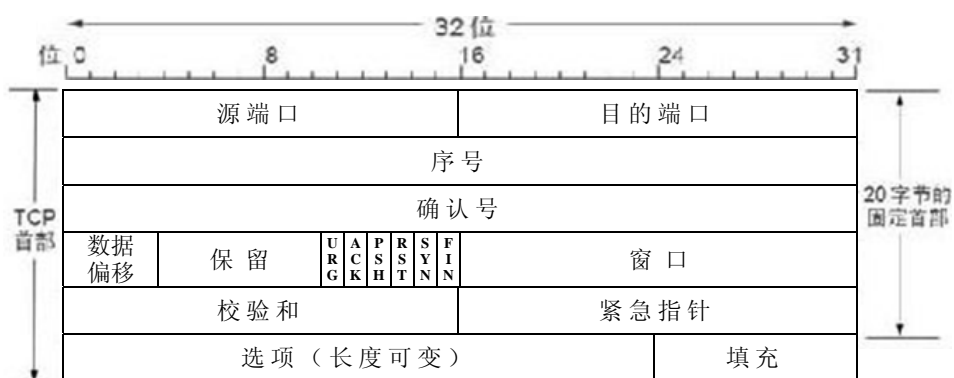 32位
位 0 8 16 24 31
源端口 目的端口
序号
确认号
TCP
首部
20字节的
固定首部
数据
偏移
保留
URG ACK PSH RST SYN FIN
窗口
校验和 紧急指针
选项（长度可变） 填充